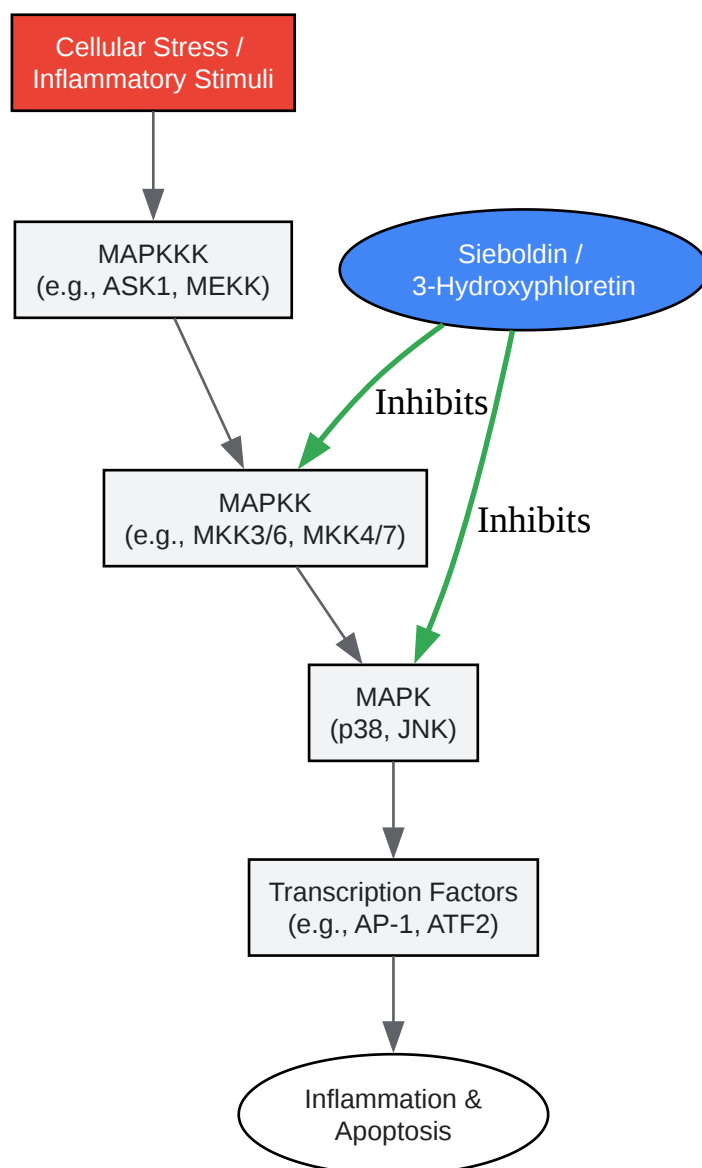 Cellular Stress /
Inflammatory Stimuli
MAPKKK
(e.g., ASK1, MEKK)
Sieboldin /
3-Hydroxyphloretin
Inhibits
MAPKK
(e.g., MKK3/6, MKK4/7)
Inhibits
MAPK
(p38, JNK)
Transcription Factors
(e.g., AP-1, ATF2)
Inflammation &
Apoptosis